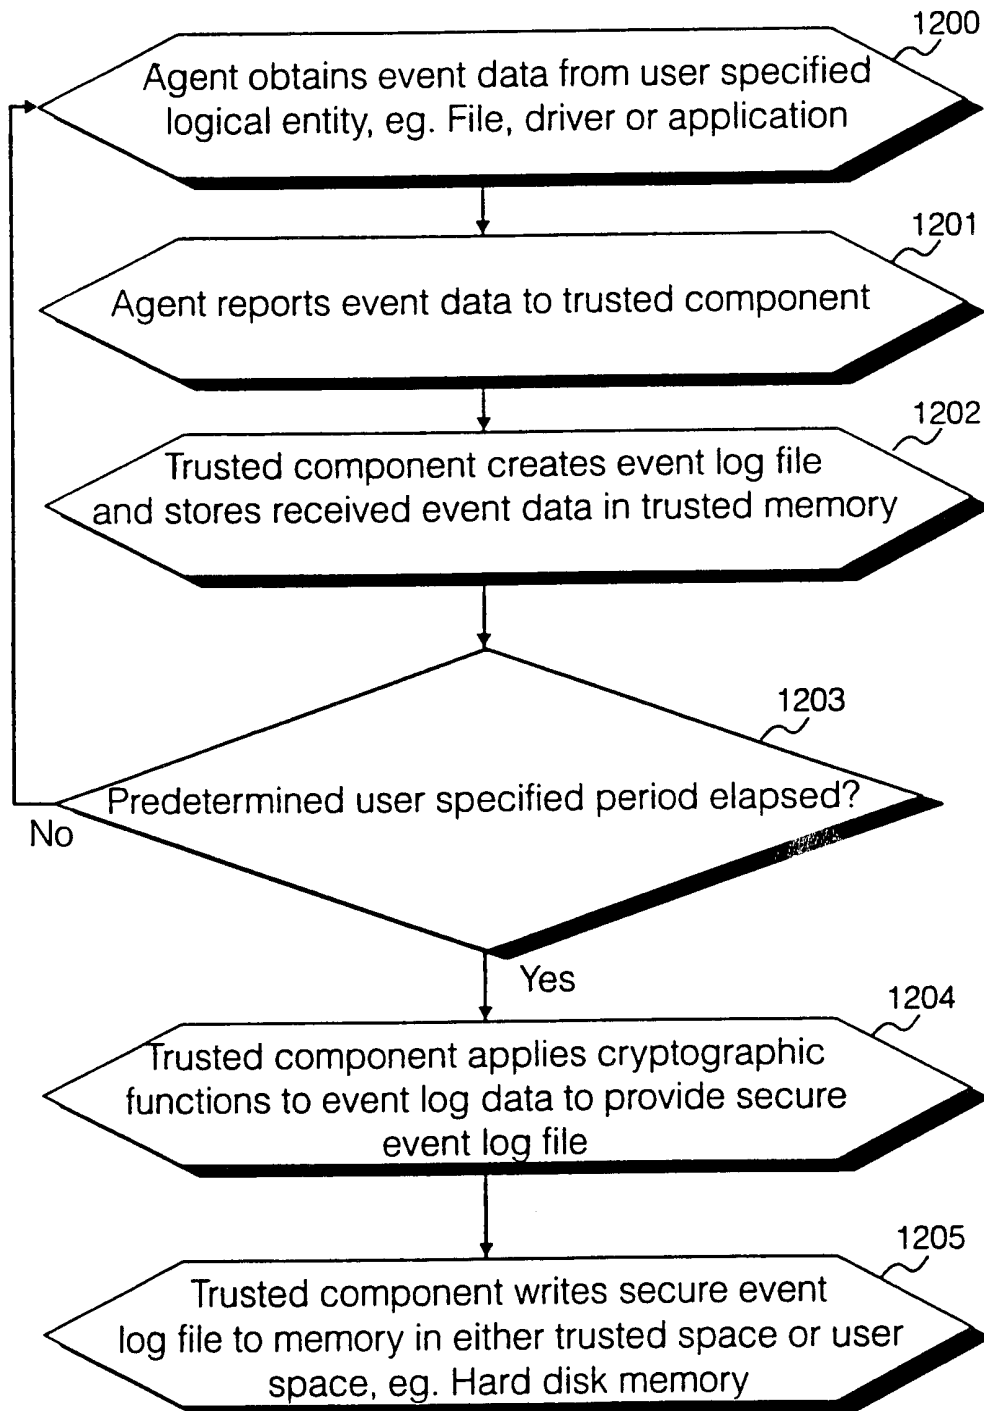 1200
Agent obtains event data from user specified
logical entity, eg. File, driver or application
1201
Agent reports event data to trusted component
1202
Trusted component creates event log file
and stores received event data in trusted memory
1203
Predetermined user specified period elapsed?
No
Yes
1204
Trusted component applies cryptographic
functions to event log data to provide secure
event log file
1205
Trusted component writes secure event
log file to memory in either trusted space or user
space, eg. Hard disk memory